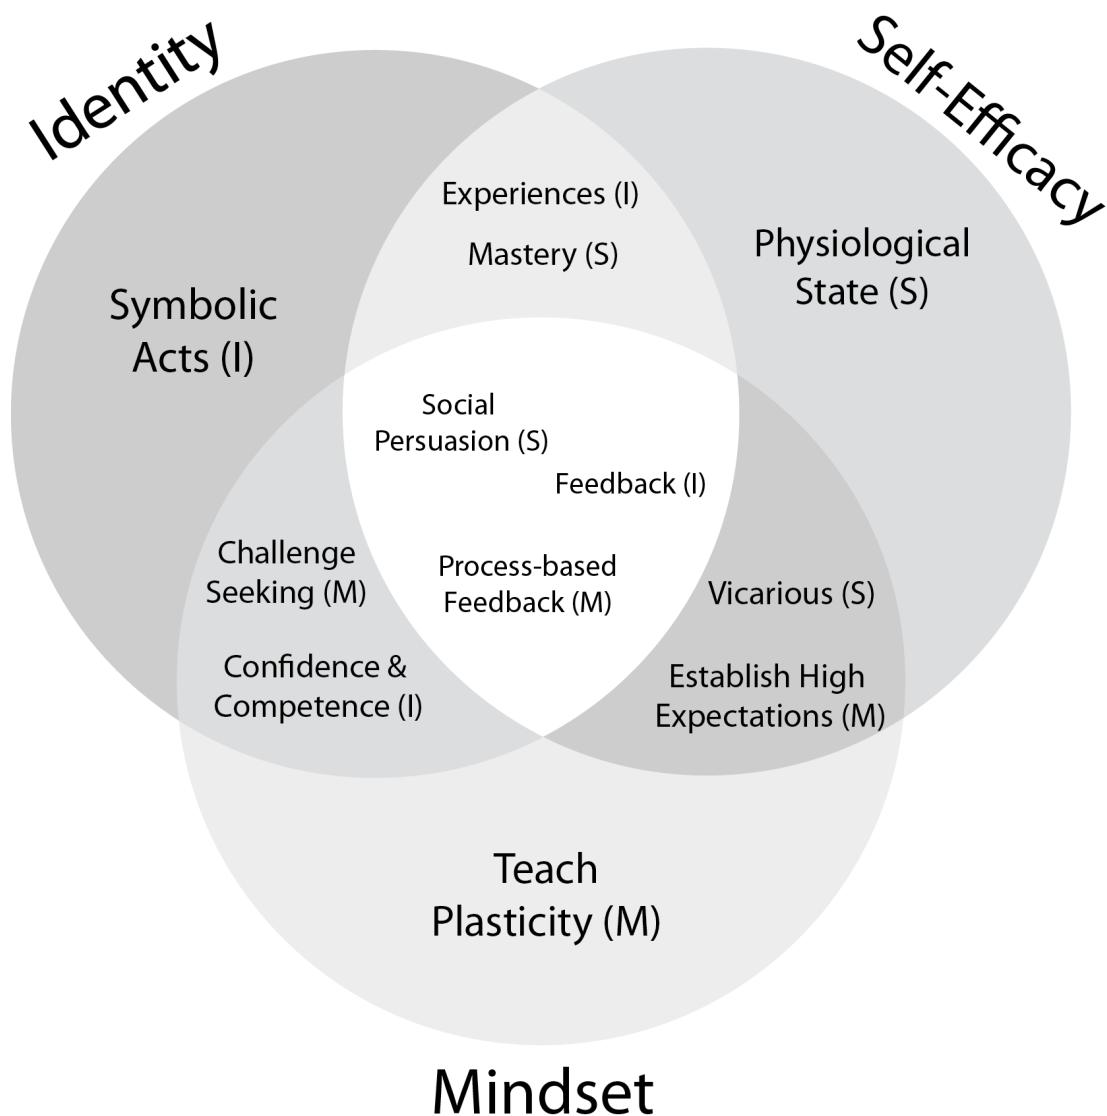 Identity
Self-Efficacy
Experiences (I)
Mastery (S)
Physiological
State (S)
Symbolic
Acts (I)
Social
Persuasion (S)
Feedback (I)
Process-based
Feedback (M)
Challenge
Seeking (M)
Confidence &
Competence (I)
Vicarious (S)
Establish High
Expectations (M)
Teach
Plasticity (M)
Mindset